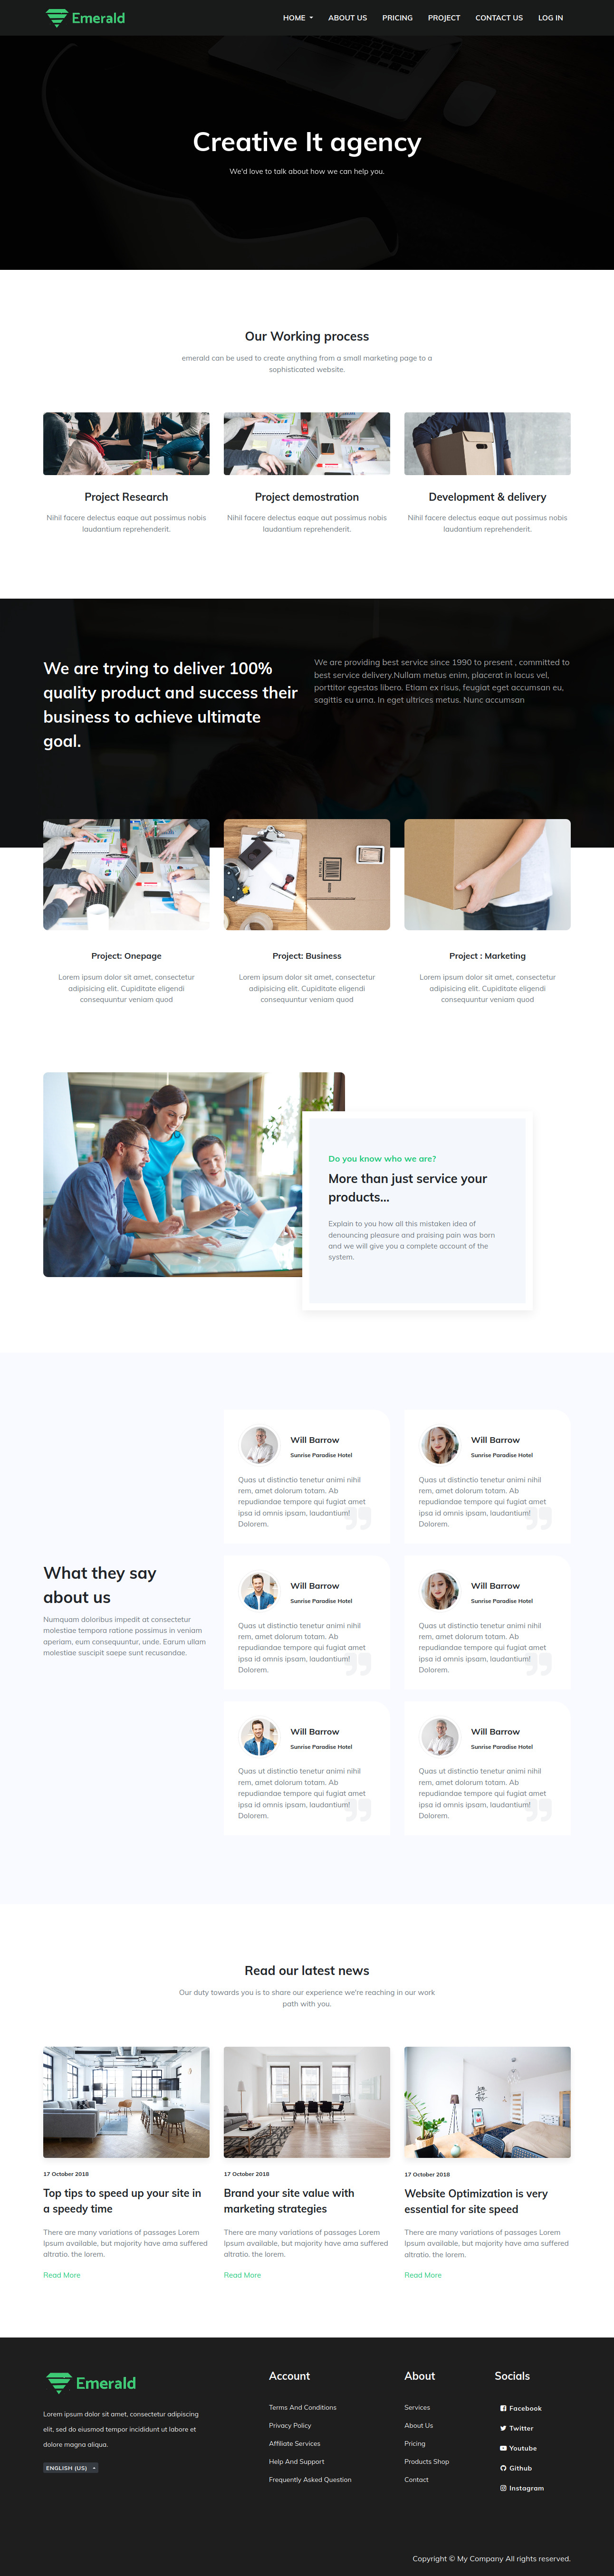 Emerald
HOME
ABOUT US
PRICING
PROJECT
CONTACT US
LOG IN
Creative It agency
We'd love to talk about how we can help you.
Our Working process
emerald can be used to create anything from a small marketing page to a
sophisticated website.
Project Research
Nihil facere delectus eaque aut possimus nobis
laudantium reprehenderit.
Project demostration
Nihil facere delectus eaque aut possimus nobis
laudantium reprehenderit.
Development & delivery
Nihil facere delectus eaque aut possimus nobis
laudantium reprehenderit.
We are trying to deliver 100%
quality product and success their
business to achieve ultimate
goal.
We are providing best service since 1990 to present , committed to
best service delivery.Nullam metus enim, placerat in lacus vel,
porttitor egestas libero. Etiam ex risus, feugiat eget accumsan eu,
sagittis eu urna. In eget ultrices metus. Nunc accumsan
Project: Onepage
Lorem ipsum dolor sit amet, consectetur
adipisicing elit. Cupiditate eligendi
consequuntur veniam quod
Project: Business
Lorem ipsum dolor sit amet, consectetur
adipisicing elit. Cupiditate eligendi
consequuntur veniam quod
Project : Marketing
Lorem ipsum dolor sit amet, consectetur
adipisicing elit. Cupiditate eligendi
consequuntur veniam quod
Do you know who we are?
More than just service your
products...
Explain to you how all this mistaken idea of
denouncing pleasure and praising pain was born
and we will give you a complete account of the
system.
What they say
about us
Numquam doloribus impedit at consectetur
molestiae tempora ratione possimus in veniam
aperiam, eum consequuntur, unde. Earum ullam
molestiae suscipit saepe sunt recusandae.
Will Barrow
Sunrise Paradise Hotel
Quas ut distinctio tenetur animi nihil
rem, amet dolorum totam. Ab
repudiandae tempore qui fugiat amet
ipsa id omnis ipsam, laudantium!
Dolorem.
Will Barrow
Sunrise Paradise Hotel
Quas ut distinctio tenetur animi nihil
rem, amet dolorum totam. Ab
repudiandae tempore qui fugiat amet
ipsa id omnis ipsam, laudantium!
Dolorem.
Will Barrow
Sunrise Paradise Hotel
Quas ut distinctio tenetur animi nihil
rem, amet dolorum totam. Ab
repudiandae tempore qui fugiat amet
ipsa id omnis ipsam, laudantium!
Dolorem.
Will Barrow
Sunrise Paradise Hotel
Quas ut distinctio tenetur animi nihil
rem, amet dolorum totam. Ab
repudiandae tempore qui fugiat amet
ipsa id omnis ipsam, laudantium!
Dolorem.
Will Barrow
Sunrise Paradise Hotel
Quas ut distinctio tenetur animi nihil
rem, amet dolorum totam. Ab
repudiandae tempore qui fugiat amet
ipsa id omnis ipsam, laudantium!
Dolorem.
Will Barrow
Sunrise Paradise Hotel
Quas ut distinctio tenetur animi nihil
rem, amet dolorum totam. Ab
repudiandae tempore qui fugiat amet
ipsa id omnis ipsam, laudantium!
Dolorem.
Read our latest news
Our duty towards you is to share our experience we're reaching in our work
path with you.
17 October 2018
Top tips to speed up your site in
a speedy time
There are many variations of passages Lorem
Ipsum available, but majority have ama suffered
altratio. the lorem.
Read More
17 October 2018
Brand your site value with
marketing strategies
There are many variations of passages Lorem
Ipsum available, but majority have ama suffered
altratio. the lorem.
Read More
17 October 2018
Website Optimization is very
essential for site speed
There are many variations of passages Lorem
Ipsum available, but majority have ama suffered
altratio. the lorem.
Read More
Emerald
Lorem ipsum dolor sit amet, consectetur adipiscing
elit, sed do eiusmod tempor incididunt ut labore et
dolore magna aliqua.
ENGLISH (US)
Account
Terms And Conditions
Privacy Policy
Affiliate Services
Help And Support
Frequently Asked Question
About
Services
About Us
Pricing
Products Shop
Contact
Socials
Facebook
Twitter
Youtube
Github
Instagram
Copyright © My Company All rights reserved.